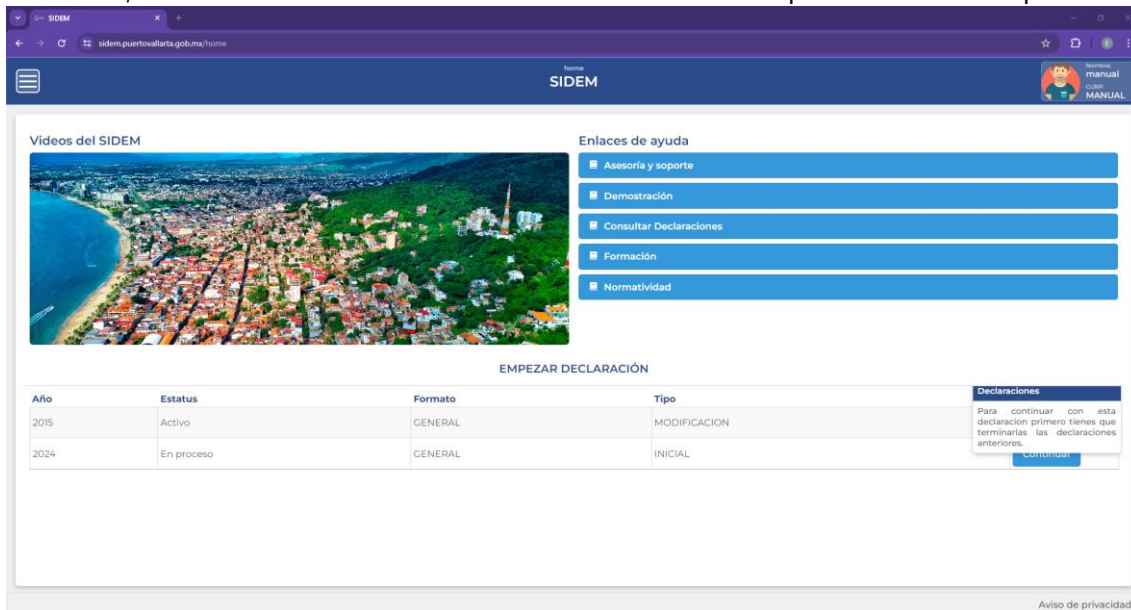 SIDEM
sidem.puertovallarta.gob.mx/home
home
SIDEM
Nombre:
manual
CURP:
MANUAL
Videos del SIDEM
Enlaces de ayuda
Asesoría y soporte
Demostración
Consultar Declaraciones
Formación
Normatividad
EMPEZAR DECLARACIÓN
Año Estatus Formato Tipo
2015 Activo GENERAL MODIFICACION
2024 En proceso GENERAL INICIAL
Declaraciones
Para continuar con esta
declaracion primero tienes que
terminarlas las declaraciones
anteriores.
Continuar
Aviso de privacidad